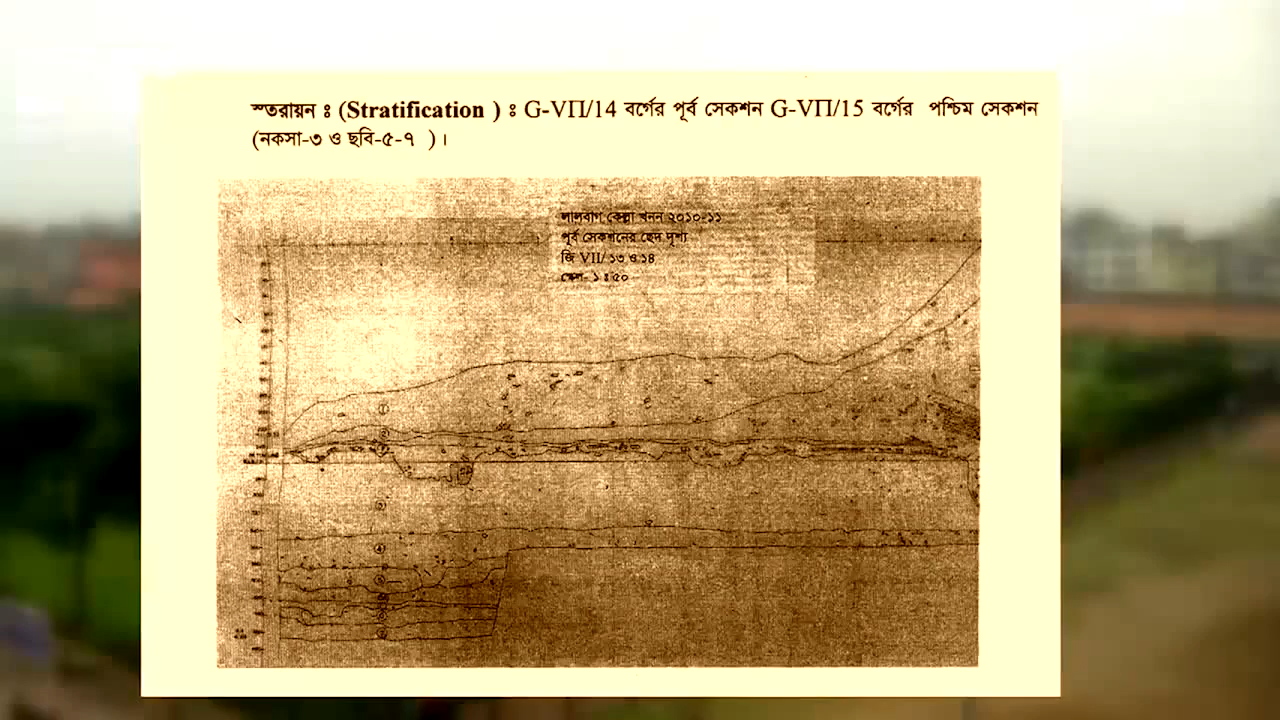 স্তরায়ন ঃ (Stratification ) ঃ G-VII/14 বর্গের পূর্ব সেকশন G-VII/15 বর্গের পশ্চিম সেকশন
(নকসা-৩ ও ছবি-৫-৭ )।
লালবাগ কেল্লা খনন ২০১০-১১
পূর্ব সেকশনের ছেদ দৃশ্য
জি VII/ ১৩ ও ১৪
স্কেল- ১ ঃ ৫০